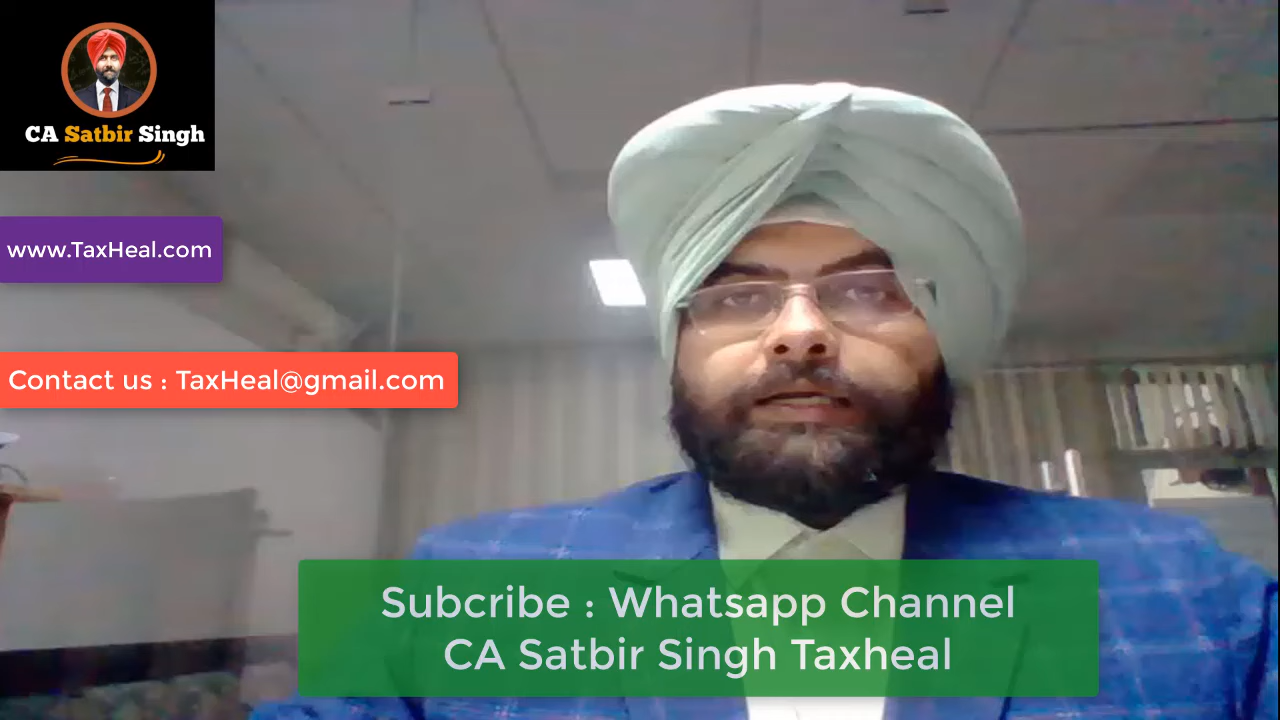 CA Satbir Singh
www.TaxHeal.com
Contact us : TaxHeal@gmail.com
Subcribe : Whatsapp Channel
CA Satbir Singh Taxheal